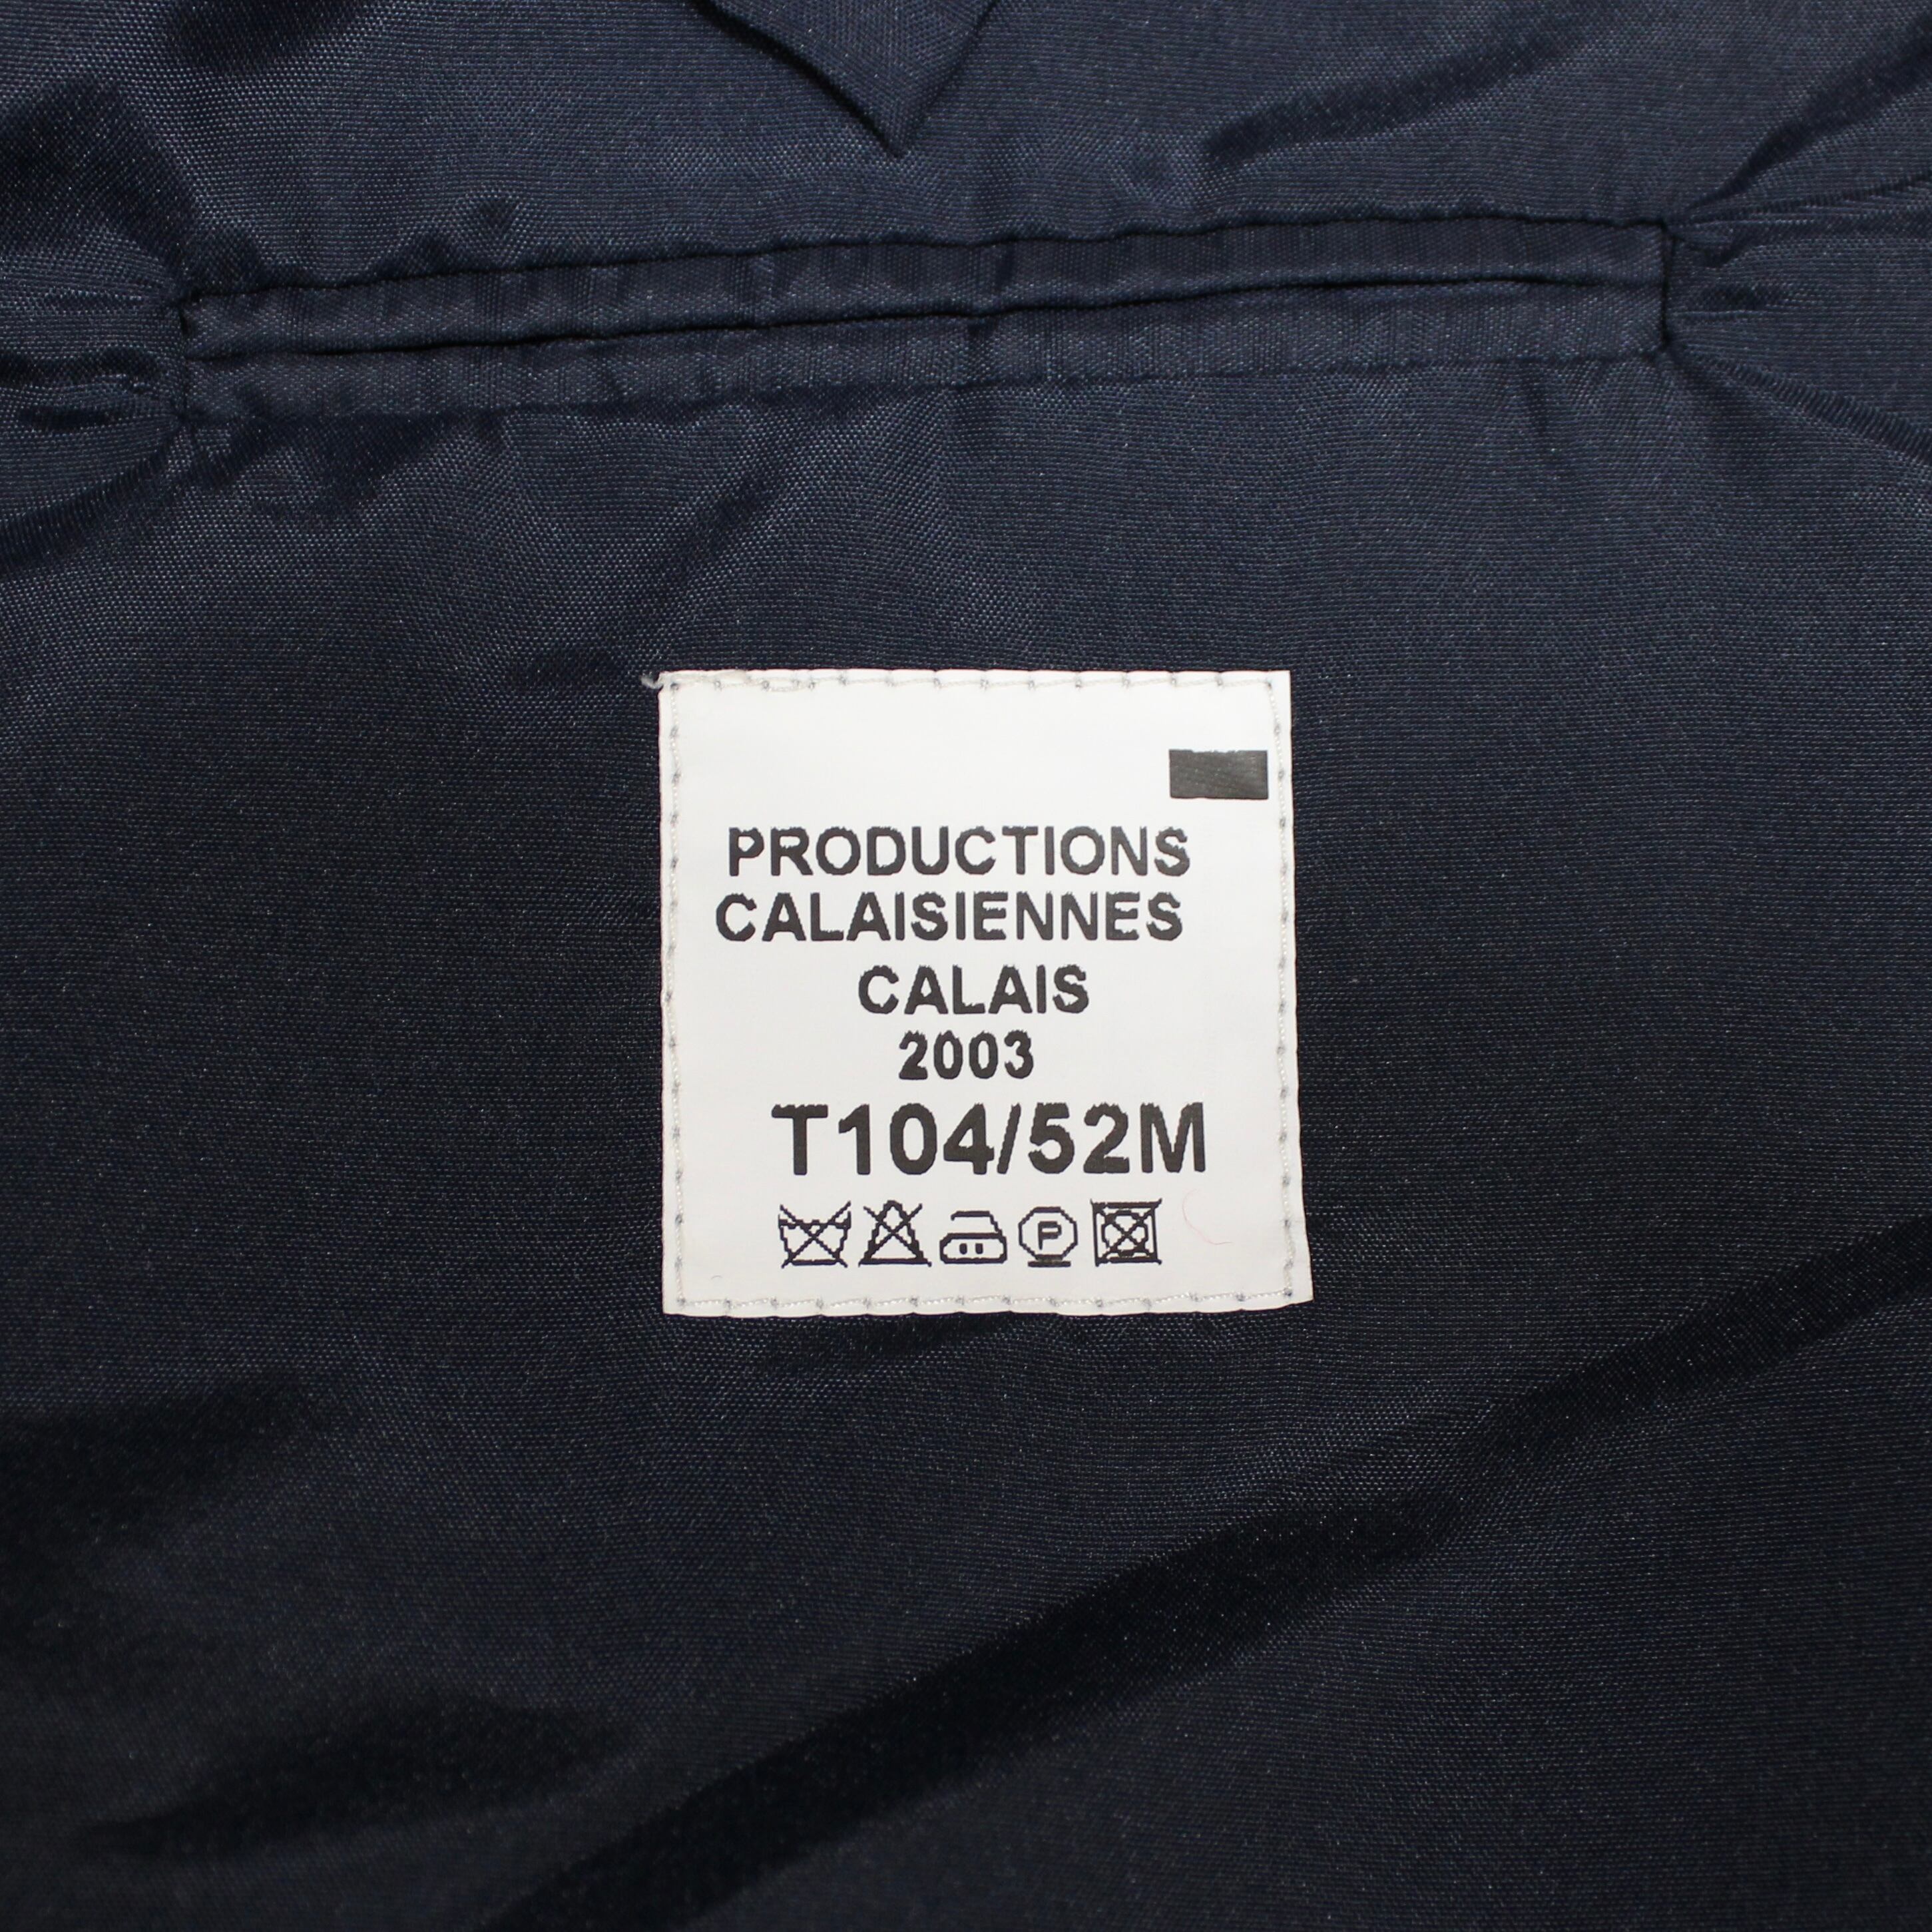 PRODUCTIONS
CALAISIENNES
CALAIS
2003
T104/52M
P